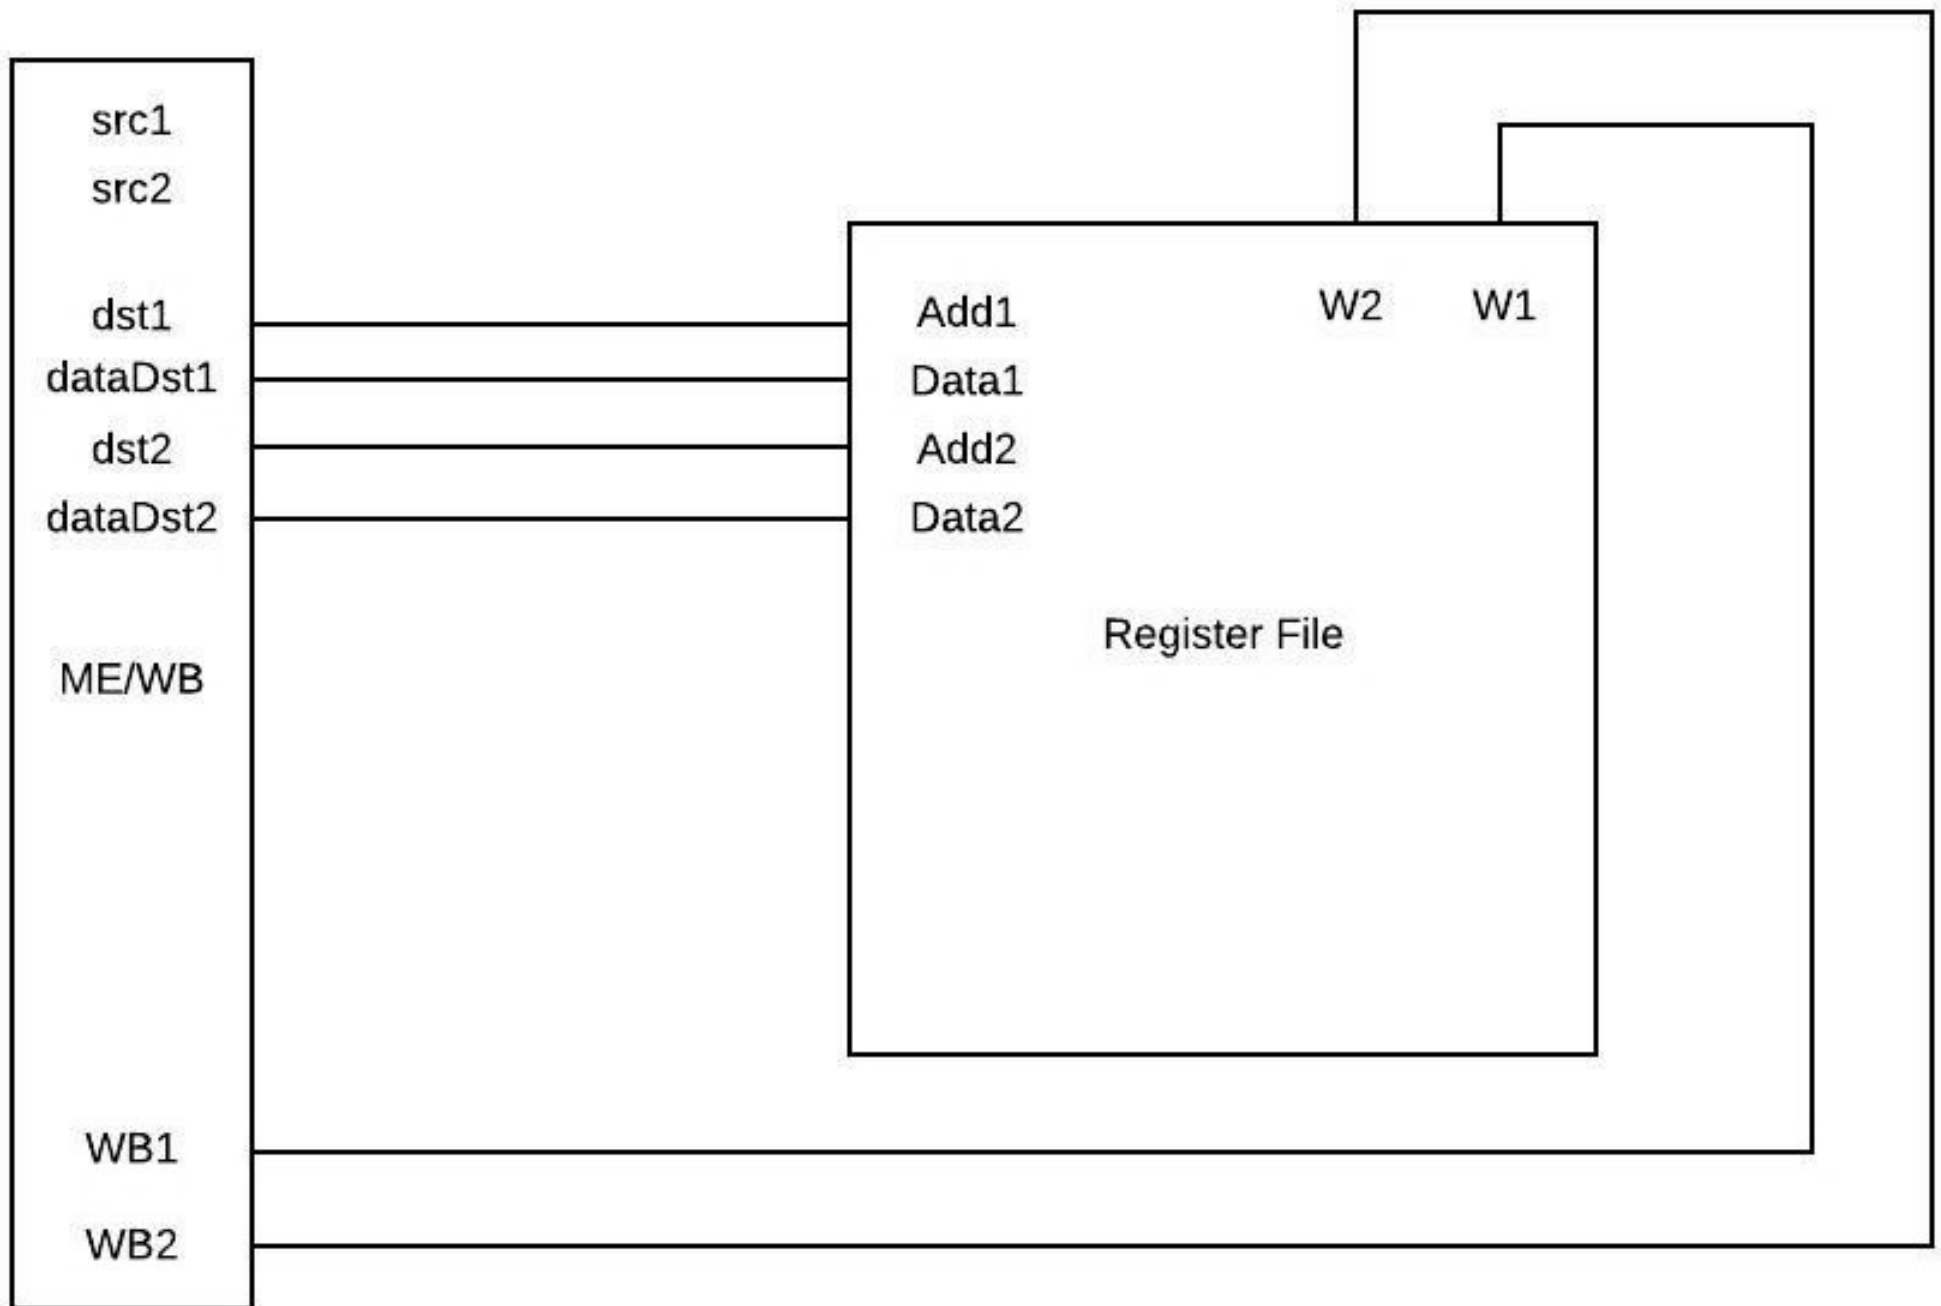 src1
src2
dst1
dataDst1
dst2
dataDst2
ME/WB
WB1
WB2
Add1
Data1
Add2
Data2
W2
W1
Register File